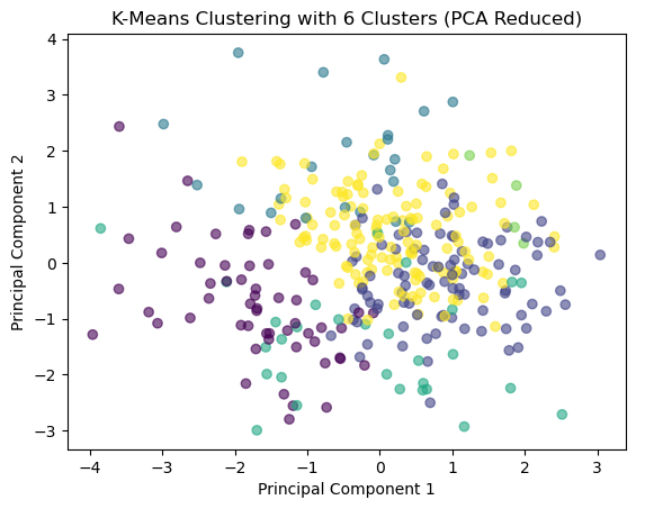 K-Means Clustering with 6 Clusters (PCA Reduced)
4
3
2
1
0
−1
−2
−3
Principal Component 2
−4 −3 −2 −1 0 1 2 3
Principal Component 1